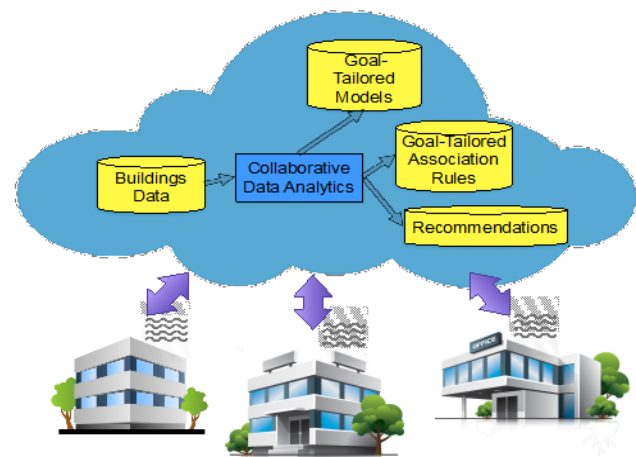 Goal-
Tailored
Models
Goal-Tailored
Association
Rules
Buildings
Data
Collaborative
Data Analytics
Recommendations
OFFICE